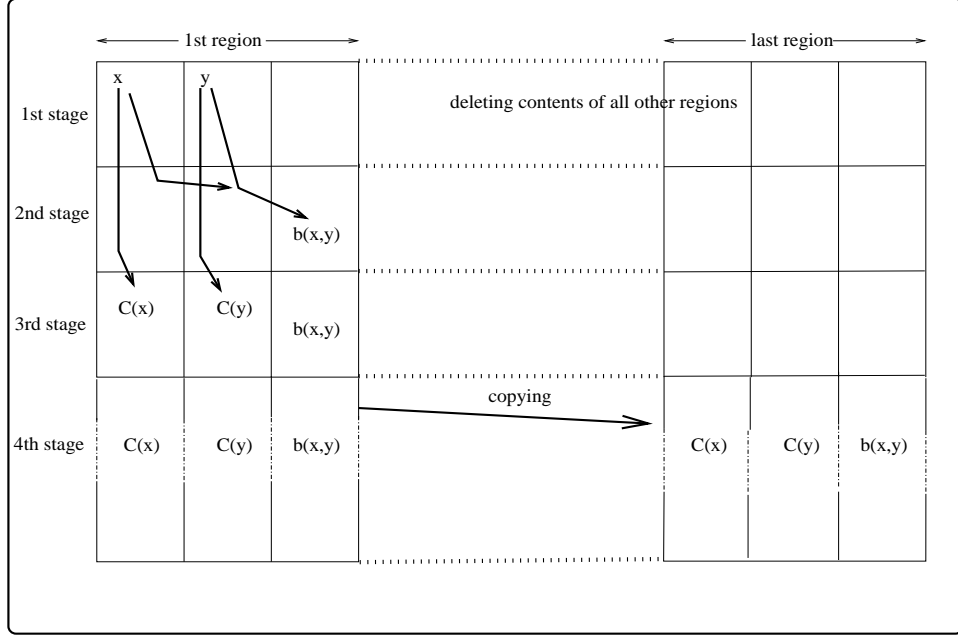 1st region
last region
x
y
1st stage
deleting contents of all other regions
2nd stage
b(x,y)
C(x)
C(y)
3rd stage
b(x,y)
copying
4th stage
C(x)
C(y)
b(x,y)
C(x)
C(y)
b(x,y)